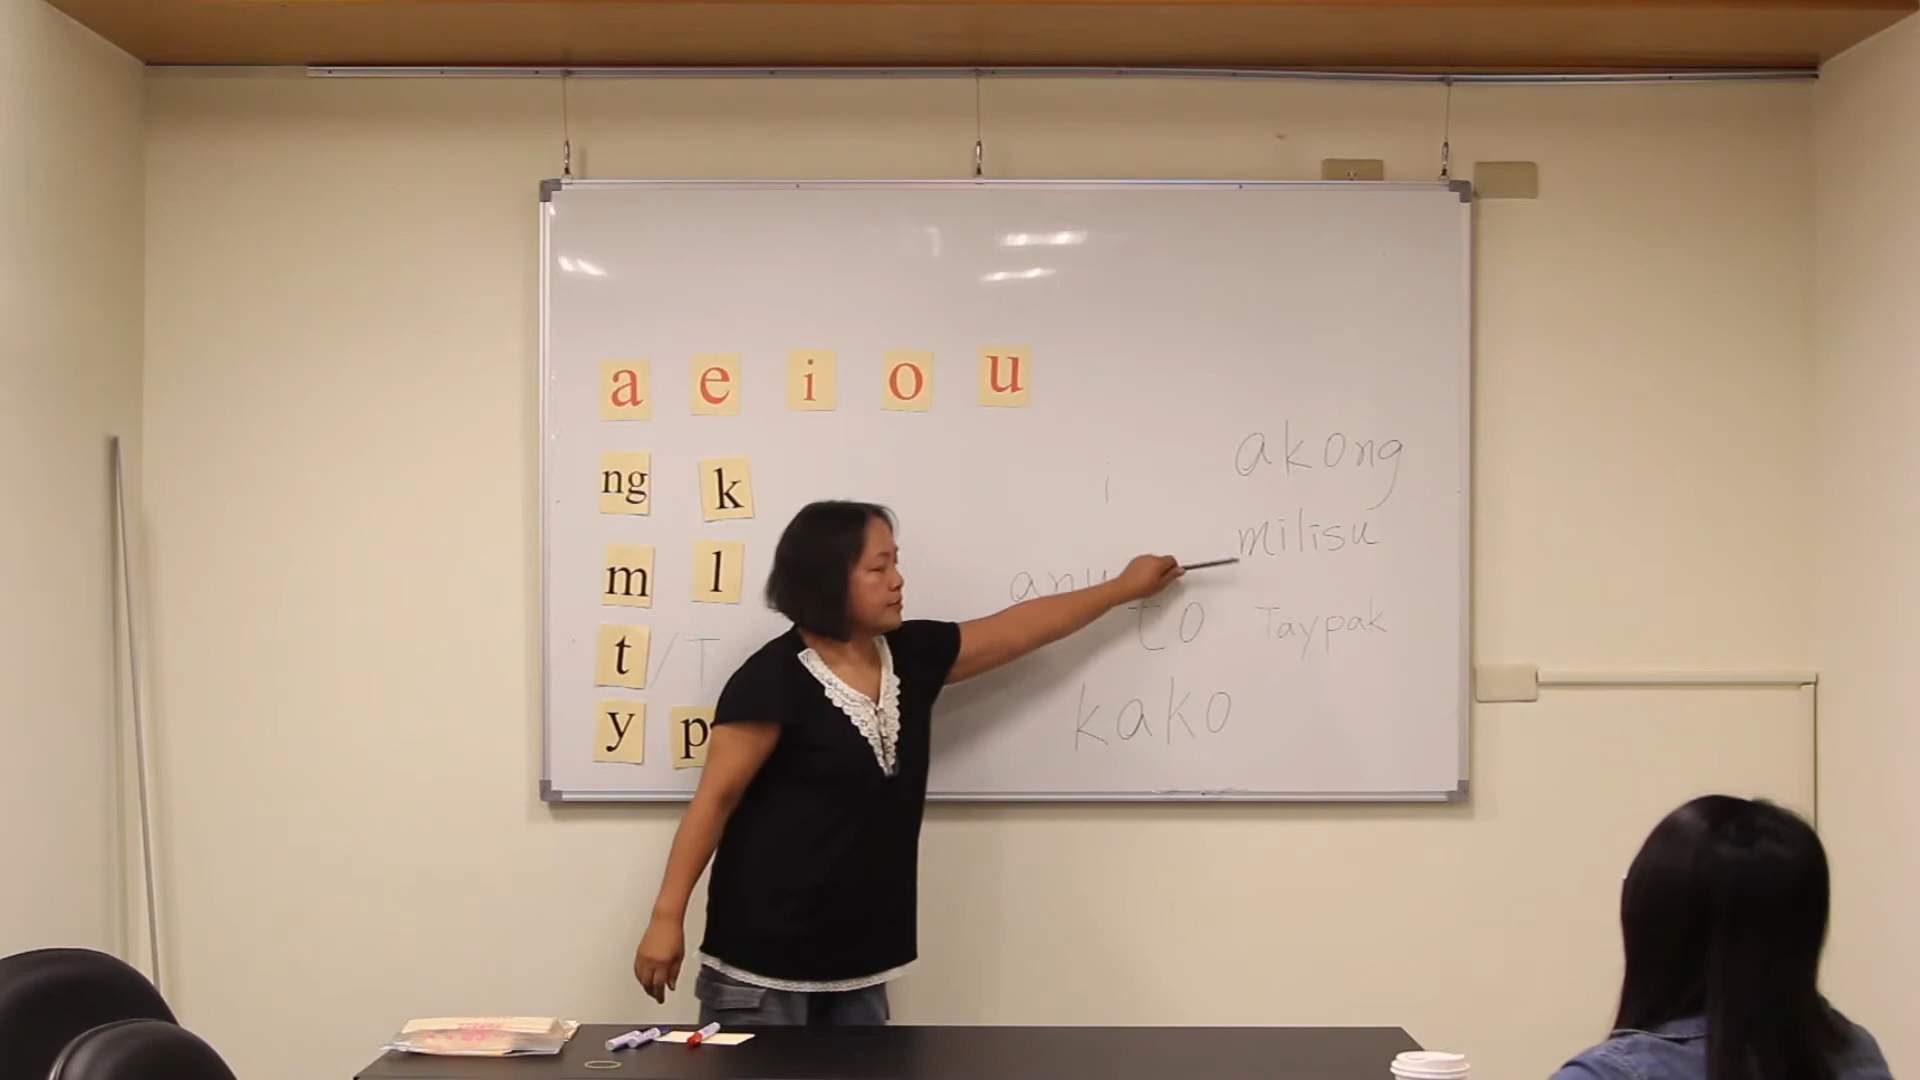 a e i o u
ng k
m l
t / T
y p
i
akong
milisu
to Taypak
kako